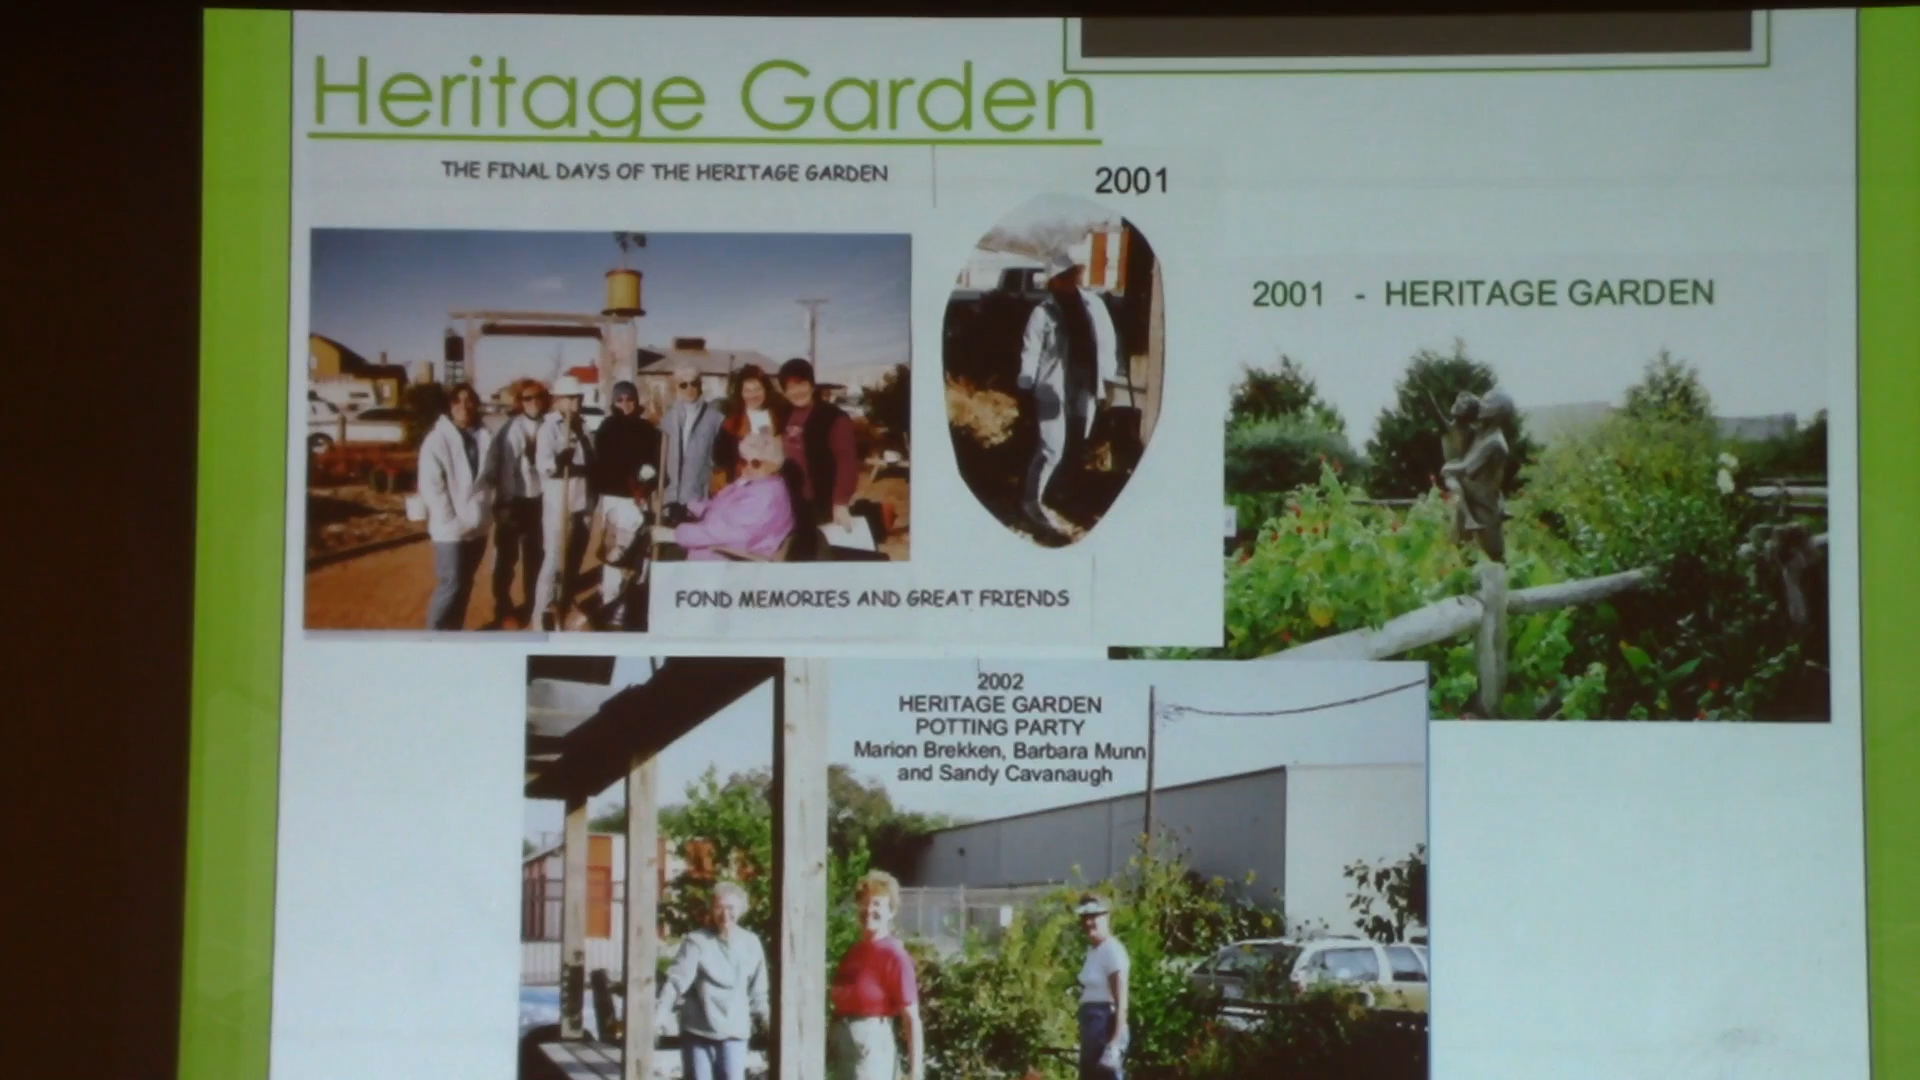 Heritage Garden
THE FINAL DAYS OF THE HERITAGE GARDEN
2001
FOND MEMORIES AND GREAT FRIENDS
2001 - HERITAGE GARDEN
2002
HERITAGE GARDEN
POTTING PARTY
Marion Brekken, Barbara Munn
and Sandy Cavanaugh